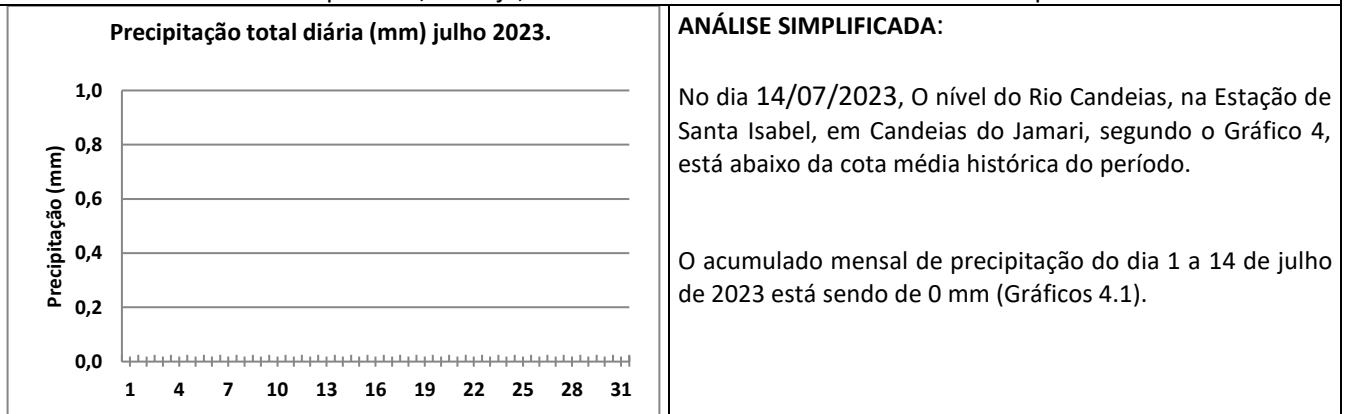 Precipitação total diária (mm) julho 2023.
Precipitação (mm)
1,0
0,8
0,6
0,4
0,2
0,0
1 4 7 10 13 16 19 22 25 28 31
ANÁLISE SIMPLIFICADA:
No dia 14/07/2023, O nível do Rio Candeias, na Estação de
Santa Isabel, em Candeias do Jamari, segundo o Gráfico 4,
está abaixo da cota média histórica do período.
O acumulado mensal de precipitação do dia 1 a 14 de julho
de 2023 está sendo de 0 mm (Gráficos 4.1).